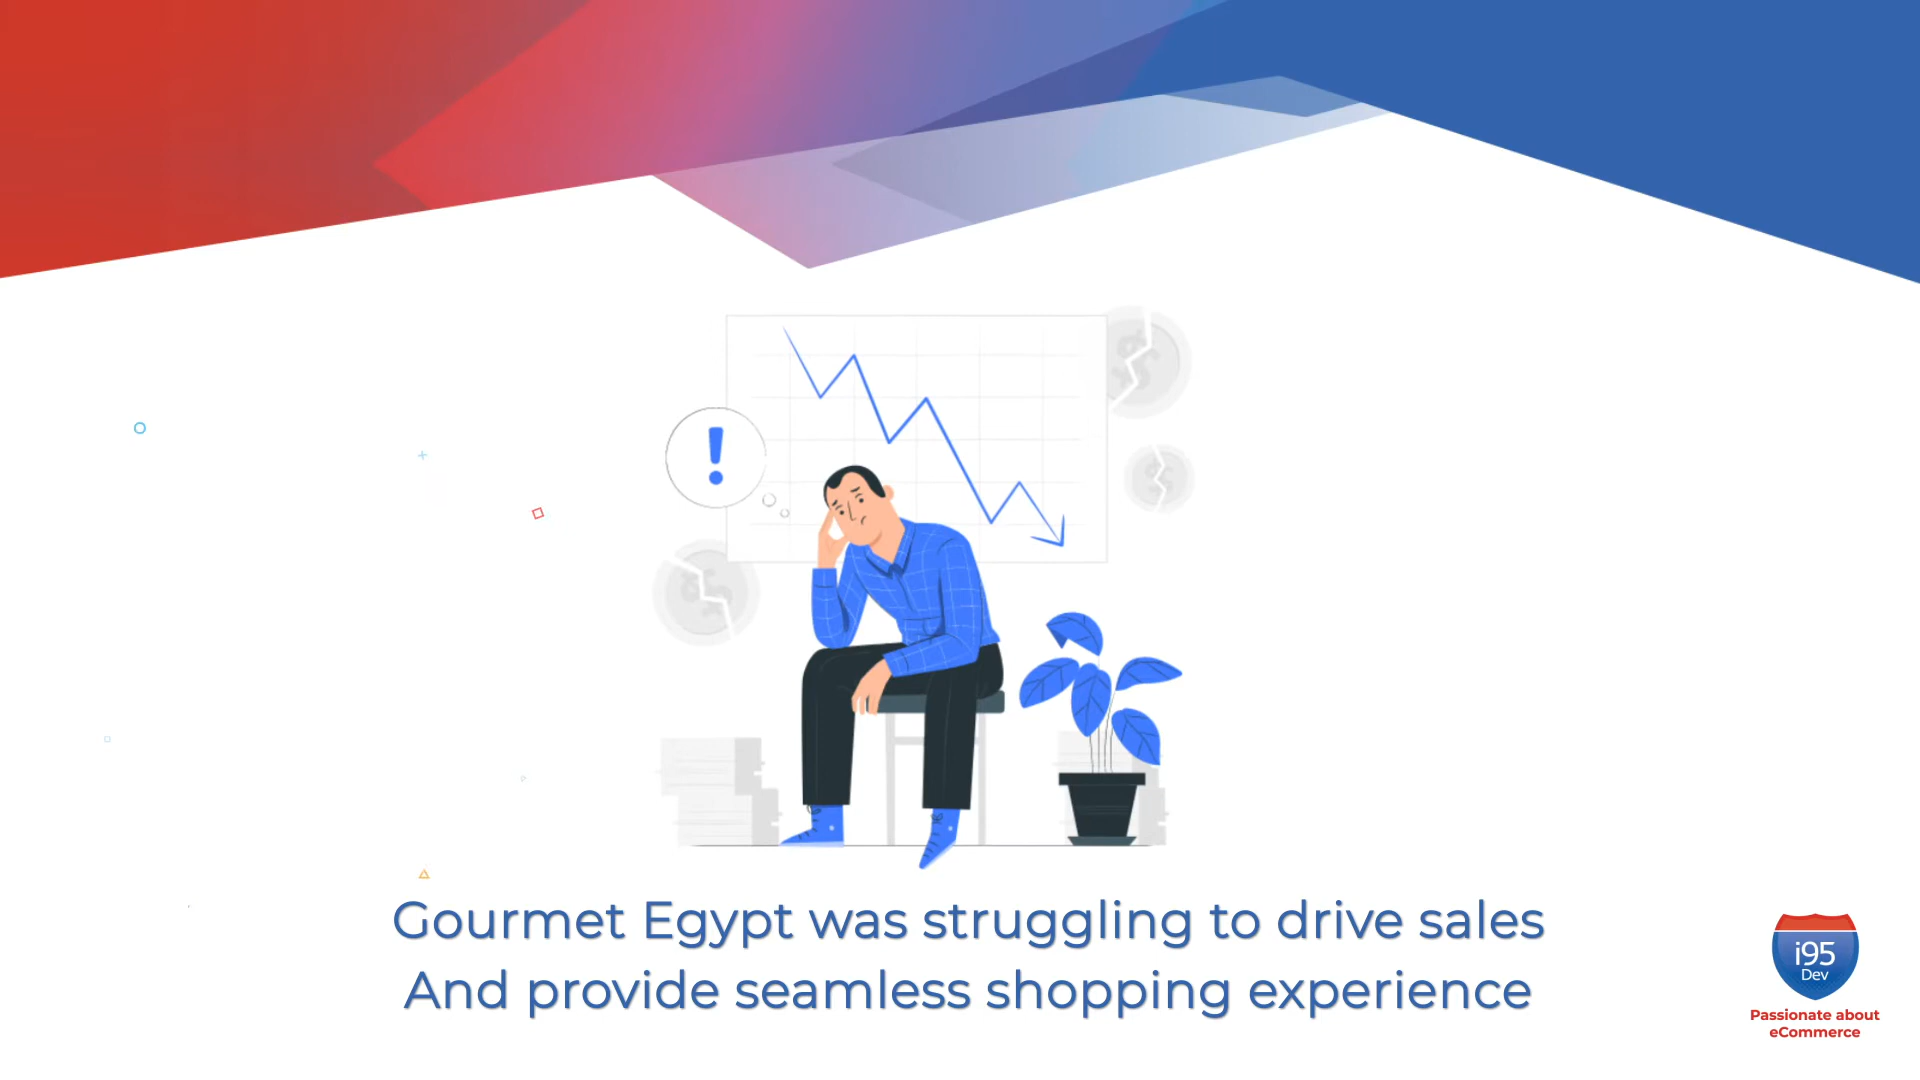 !
Gourmet Egypt was struggling to drive sales
And provide seamless shopping experience
i95
Dev
Passionate about
eCommerce